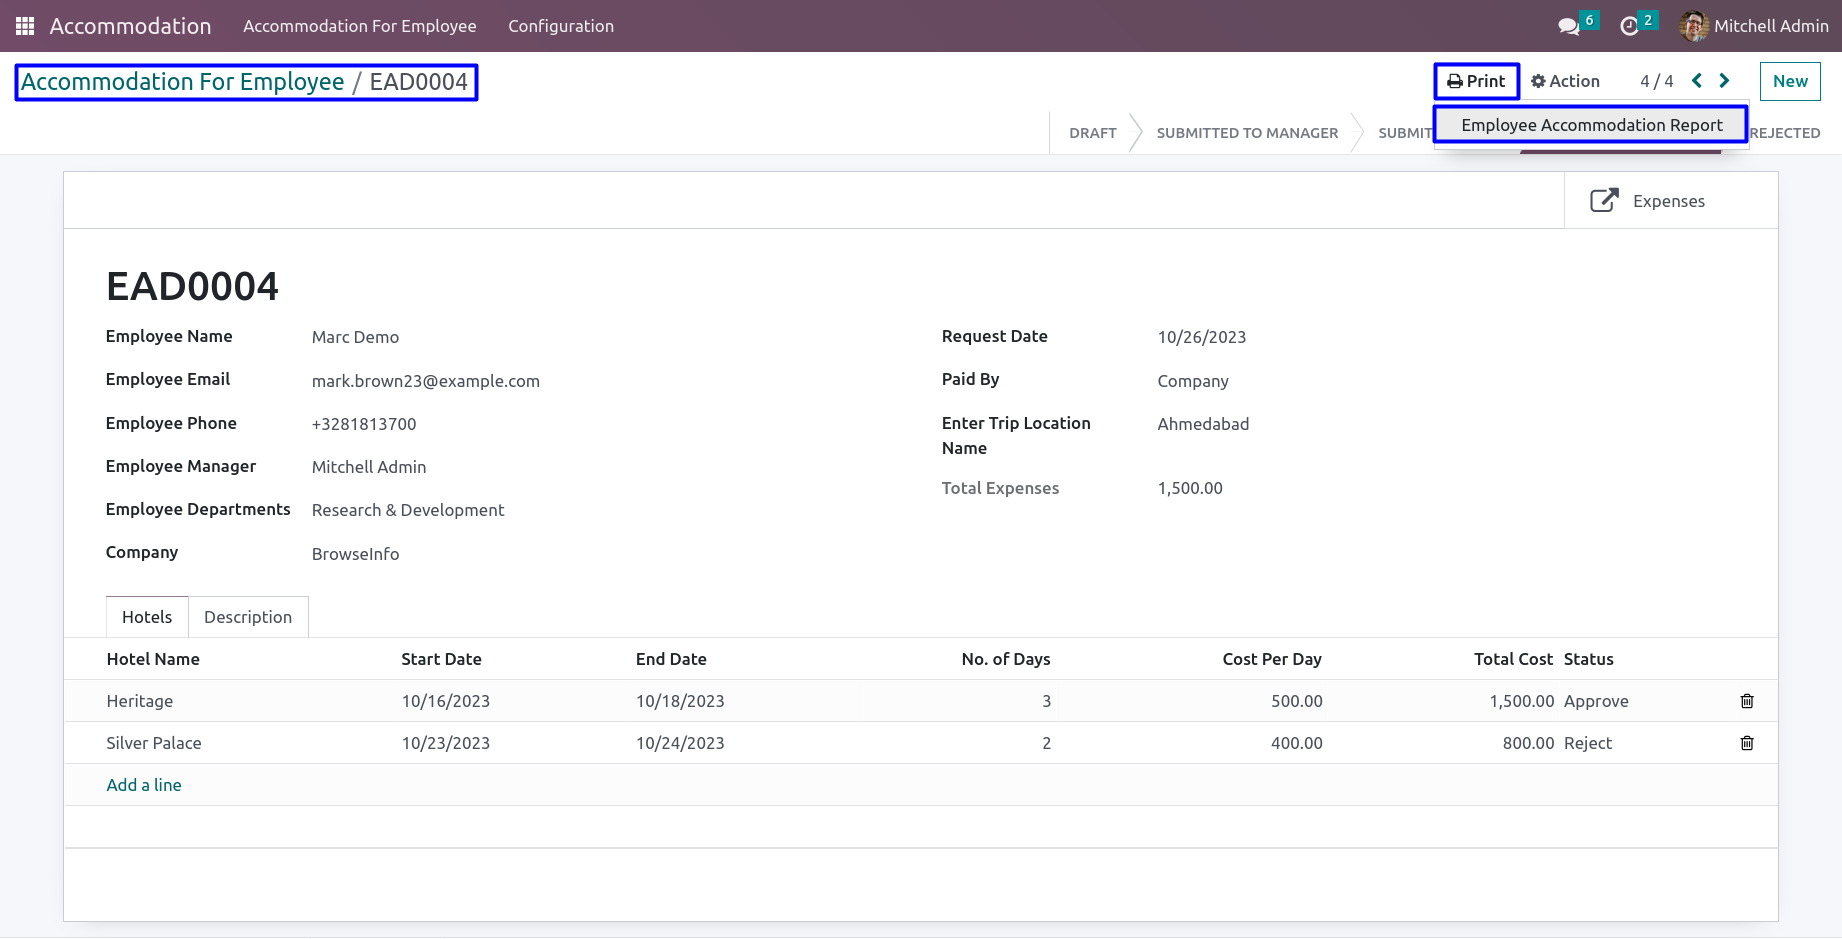 Accommodation Accommodation For Employee Configuration 6 2 Mitchell Admin
Accommodation For Employee / EAD0004 Print Action 4 / 4 New
DRAFT SUBMITTED TO MANAGER Employee Accommodation Report REJECTED
Expenses
EAD0004
Employee Name Marc Demo Request Date 10/26/2023
Employee Email mark.brown23@example.com Paid By Company
Employee Phone +3281813700 Enter Trip Location Name Ahmedabad
Employee Manager Mitchell Admin Total Expenses 1,500.00
Employee Departments Research & Development
Company BrowseInfo
Hotels Description
Hotel Name Start Date End Date No. of Days Cost Per Day Total Cost Status
Heritage 10/16/2023 10/18/2023 3 500.00 1,500.00 Approve
Silver Palace 10/23/2023 10/24/2023 2 400.00 800.00 Reject
Add a line